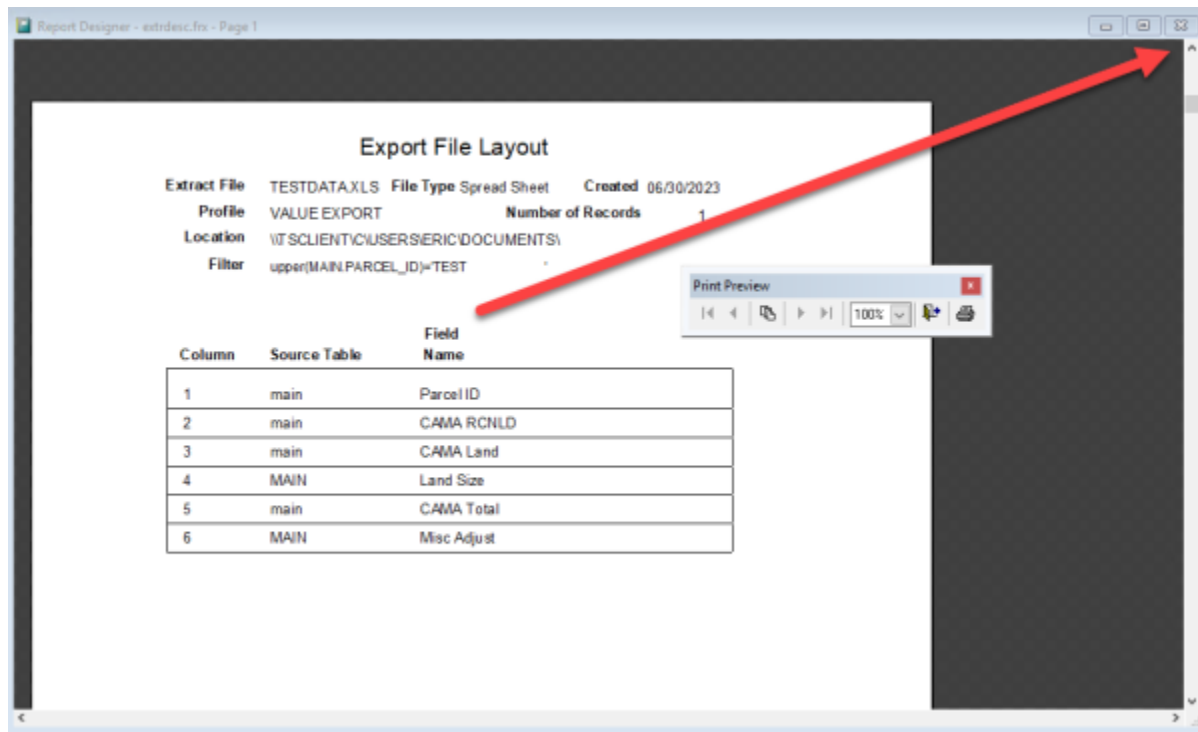 Report Designer - extrdesc.frx - Page 1
Export File Layout
Extract File TESTDATA.XLS File Type Spread Sheet Created 06/30/2023
Profile VALUE EXPORT Number of Records 1
Location \\TSCLIENT\C\USERS\ERIC\DOCUMENTS\
Filter upper(MAIN.PARCEL_ID)='TEST '
Print Preview
100%
Field
Column Source Table Name
1 main Parcel ID
2 main CAMA RCNLD
3 main CAMA Land
4 MAIN Land Size
5 main CAMA Total
6 MAIN Misc Adjust